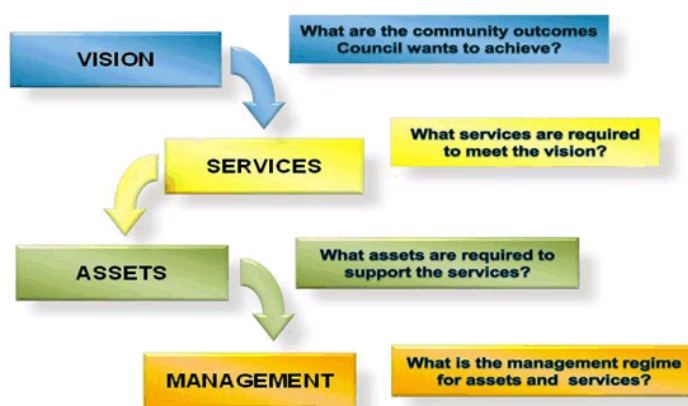 VISION
What are the community outcomes
Council wants to achieve?
SERVICES
What services are required
to meet the vision?
ASSETS
What assets are required to
support the services?
MANAGEMENT
What is the management regime
for assets and services?